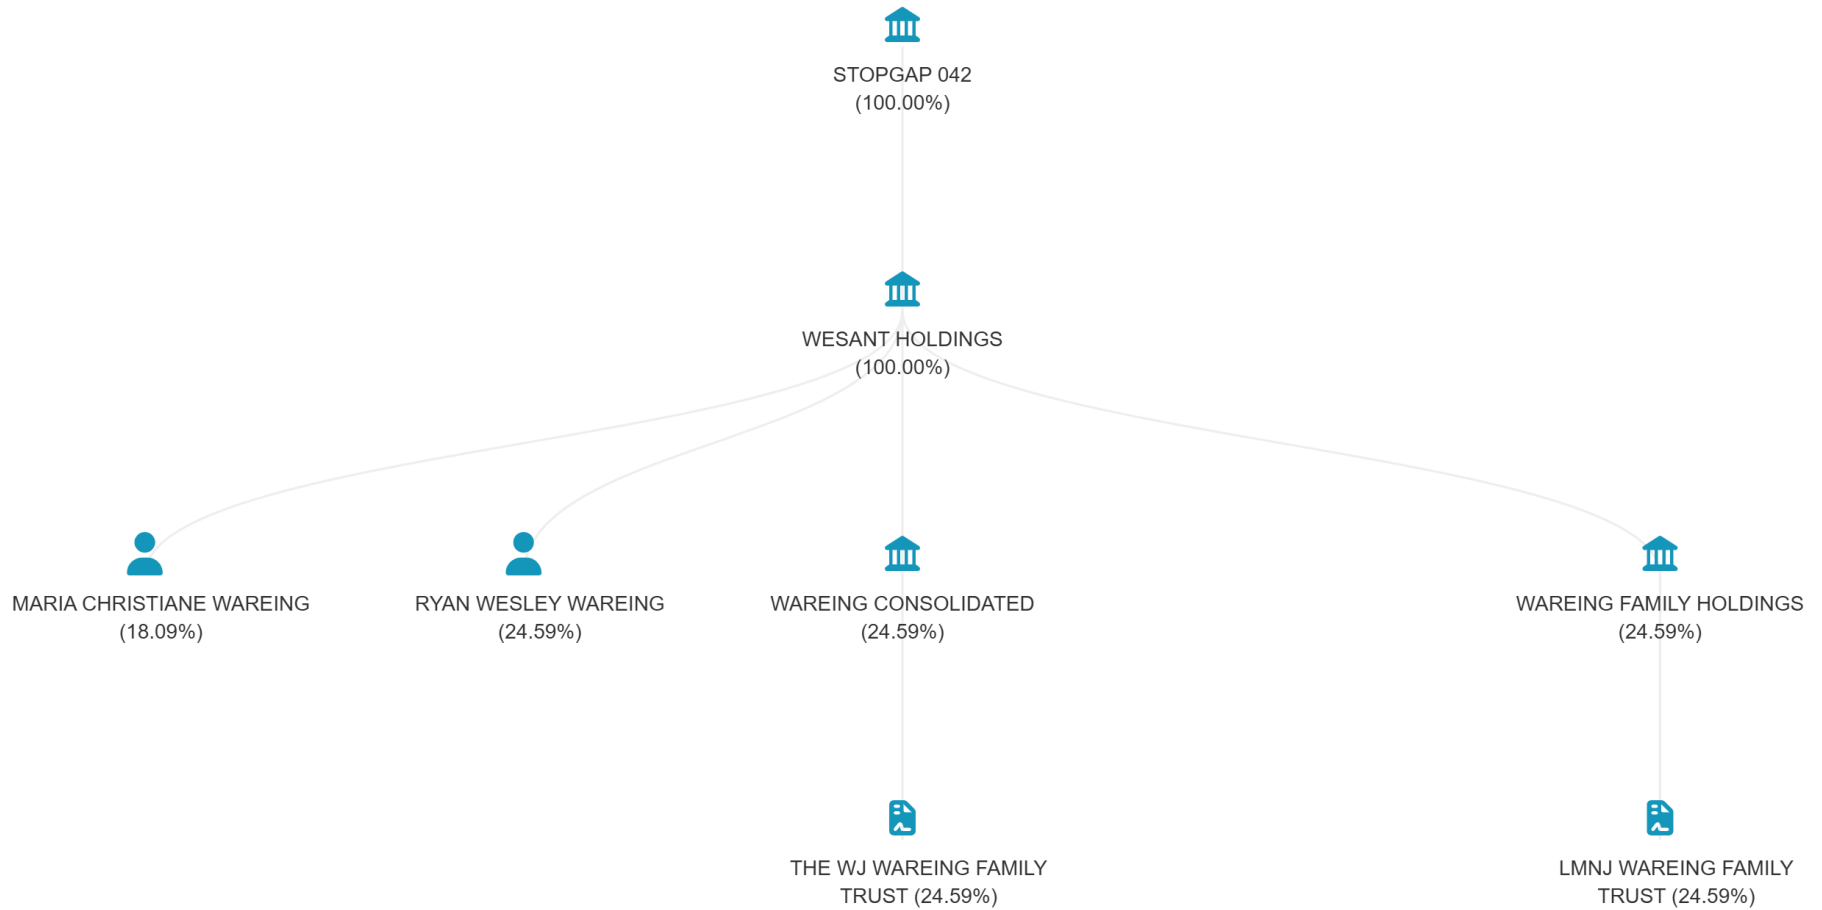 STOPGAP 042
(100.00%)
WESANT HOLDINGS
(100.00%)
MARIA CHRISTIANE WAREING
(18.09%)
RYAN WESLEY WAREING
(24.59%)
WAREING CONSOLIDATED
(24.59%)
WAREING FAMILY HOLDINGS
(24.59%)
THE WJ WAREING FAMILY
TRUST (24.59%)
LMNJ WAREING FAMILY
TRUST (24.59%)